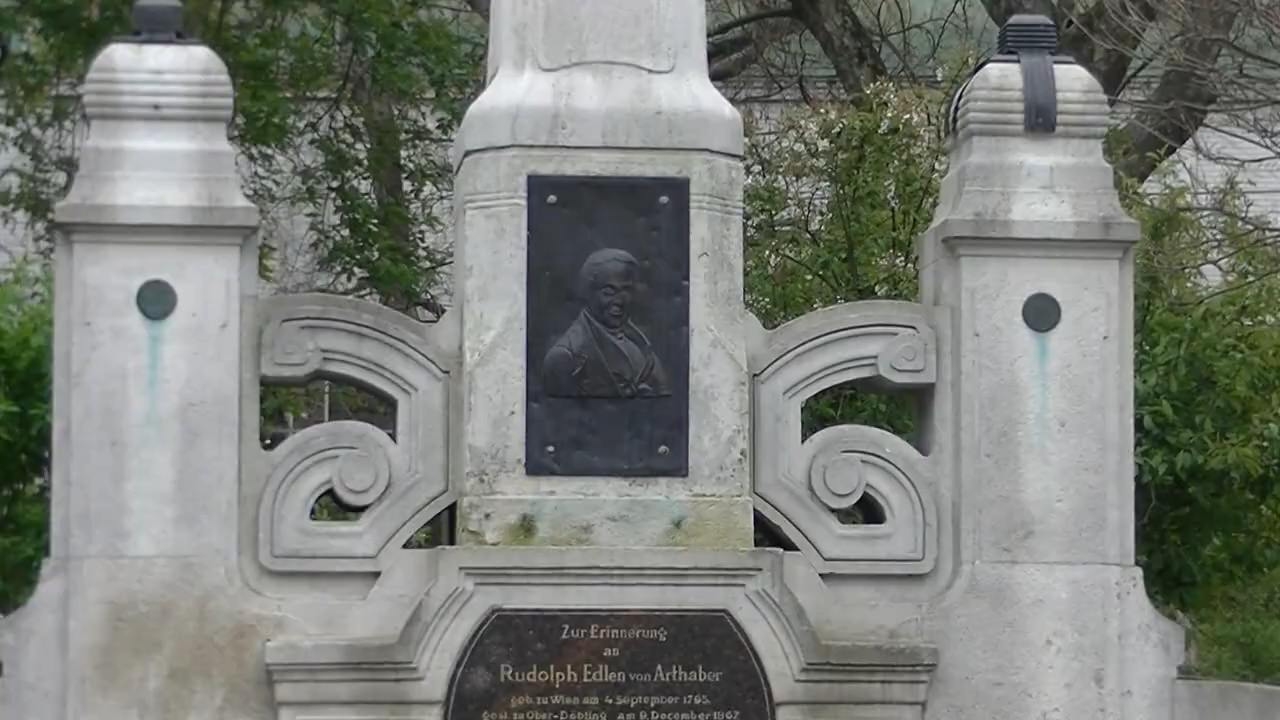 Zur Erinnerung
an
Rudolph Edlen von Arthaber
geb. zu Wien am 4. September 1795.
gest. zu Ober-Döbling am 9. December 1867